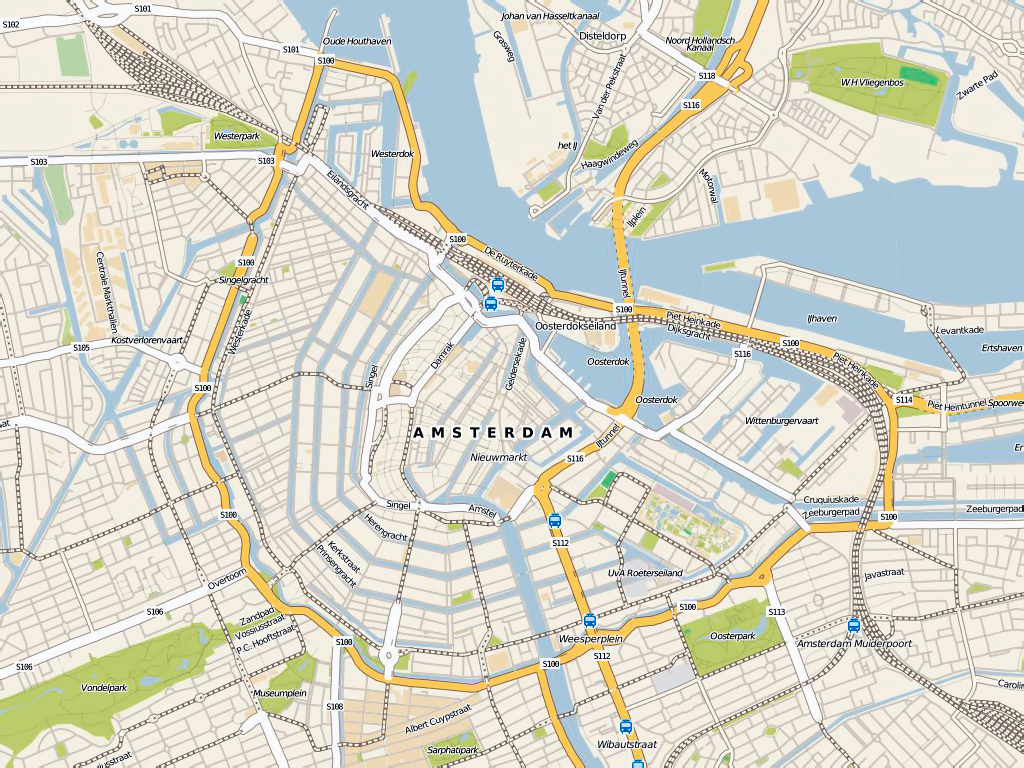 S101
Johan van Hasseltkanaal
S102
Disteldorp
Oude Houthaven
Grasweg
Noord Hollandsch
Kanaal
S101
S100
S118
W H Vliegenbos
Zwarte Pad
Van der Pekstraat
S116
Westerpark
het IJ
Haagwindeweg
Westerdok
S103
S103
Eilandsgracht
Motorwal
IJplein
S100
De Ruyterkade
S100
Centrale Markthallen
Singelgracht
IJtunnel
Westerkade
S100
Piet Heinkade
IJhaven
Oosterdokseiland
Dijksgracht
Levantkade
Kostverlorenvaart
S105
Damrak
Geldersekade
S100
S116
Ertshaven
Oosterdok
Piet Heinkade
Singel
S100
Oosterdok
S114
Piet Heintunnel
Spoorwe
AMSTERDAM
IJtunnel
Wittenburgervaart
aat
Nieuwmarkt
S116
Er
Singel
Amstel
Cruquiuskade
Zeeburgerpad
Zeeburgerpad
S100
S100
Herengracht
S112
Kerkstraat
Prinsengracht
UvA Roeterseiland
Javastraat
Overtoom
S106
S100
S113
Zandpad
Vossiusstraat
P.C. Hooftstraat
S100
Weesperplein
Oosterpark
Amsterdam Muiderpoort
S106
S100
S112
Vondelpark
Museumplein
Carolin
S108
Albert Cuypstraat
Sarphatipark
Wibautstraat
iusstraat